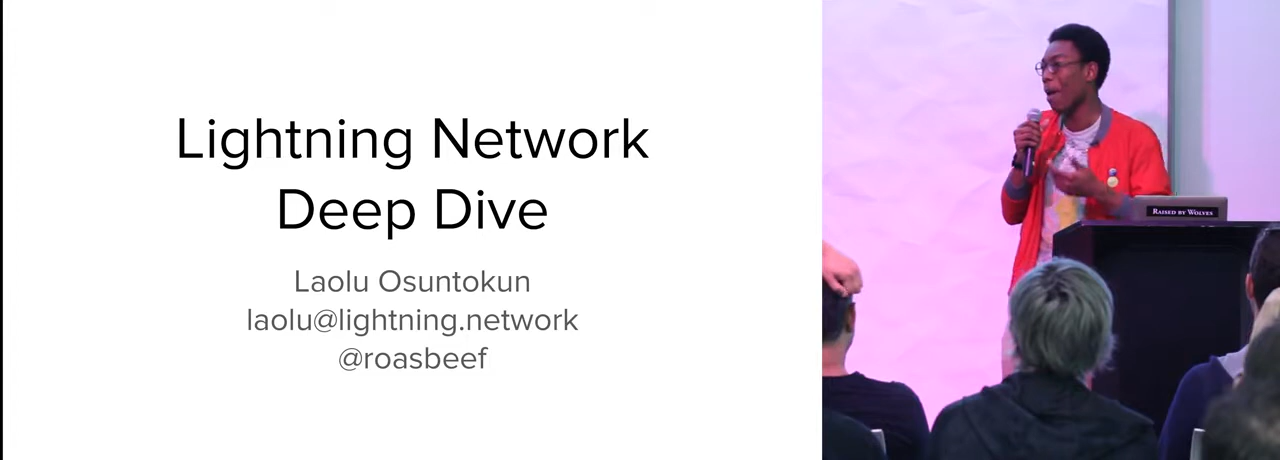 Lightning Network
Deep Dive
Laolu Osuntokun
laolu@lightning.network
@roasbeef
RAISED BY WOLVES